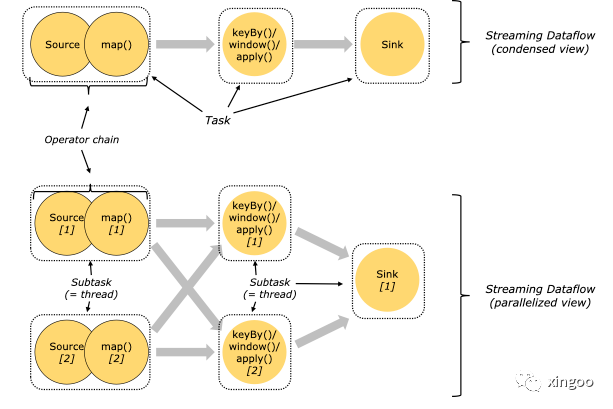 Source
map()
keyBy()/
window()/
apply()
Sink
Streaming Dataflow
(condensed view)
Task
Operator chain
Source
[1]
map()
[1]
keyBy()/
window()/
apply()
[1]
Subtask
(= thread)
Subtask
(= thread)
Sink
[1]
Streaming Dataflow
(parallelized view)
Source
[2]
map()
[2]
keyBy()/
window()/
apply()
[2]
xingoo